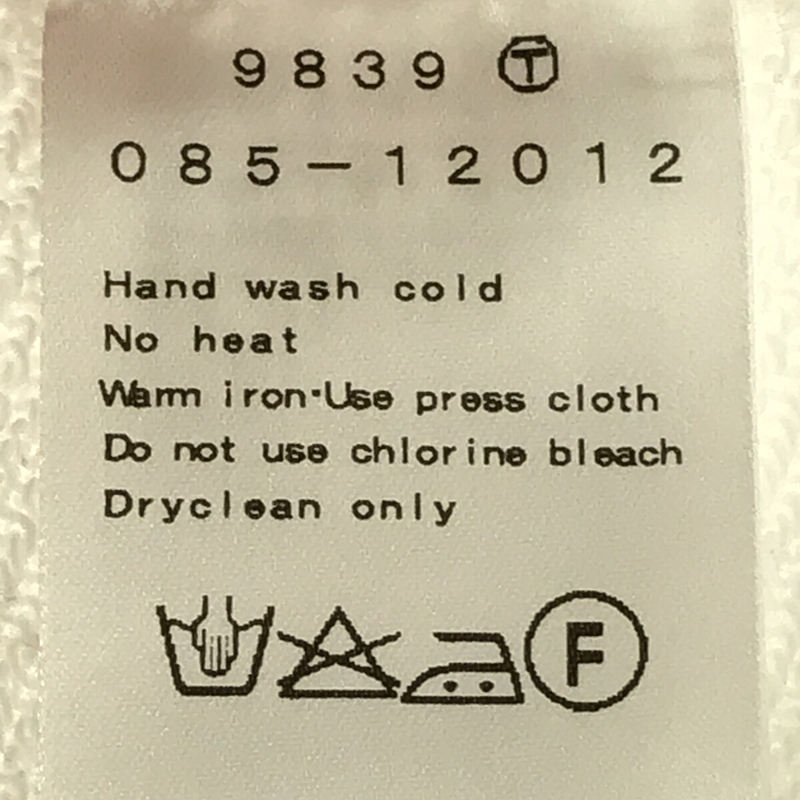 9839 Ⓣ
085-12012
Hand wash cold
No heat
Warm iron·Use press cloth
Do not use chlorine bleach
Dryclean only
F